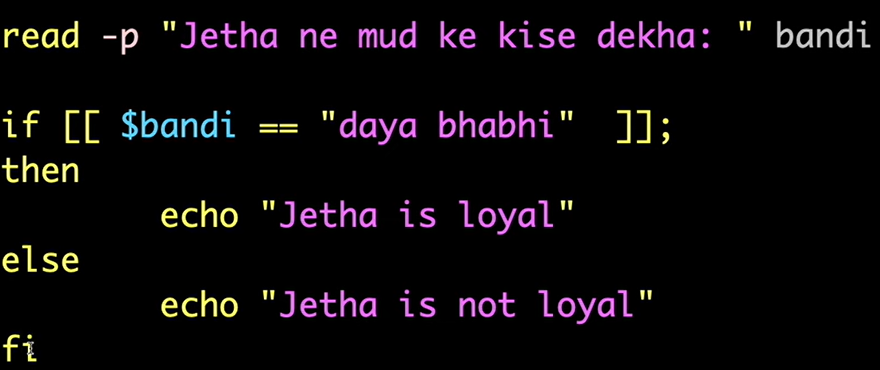 read -p "Jetha ne mud ke kise dekha: " bandi
if [[ $bandi == "daya bhabhi"  ]];
then
        echo "Jetha is loyal"
else
        echo "Jetha is not loyal"
fi